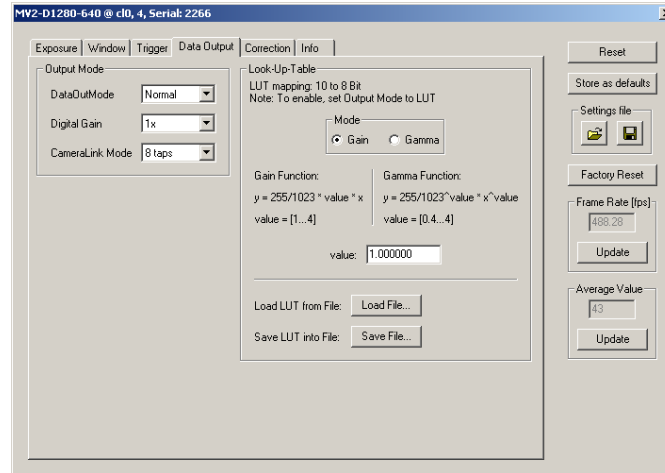 MV2-D1280-640 @ cl0, 4, Serial: 2266
Exposure
Window
Trigger
Data Output
Correction
Info
Output Mode
DataOutMode
Normal
Digital Gain
1x
CameraLink Mode
8 taps
Look-Up-Table
LUT mapping: 10 to 8 Bit
Note: To enable, set Output Mode to LUT
Mode
Gain
Gamma
Gain Function:
y = 255/1023 * value * x
value = [1...4]
Gamma Function:
y = 255/1023^value * x^value
value = [0.4...4]
value:
1.000000
Load LUT from File:
Load File...
Save LUT into File:
Save File...
Reset
Store as defaults
Settings file
Factory Reset
Frame Rate [fps]
488.28
Update
Average Value
43
Update